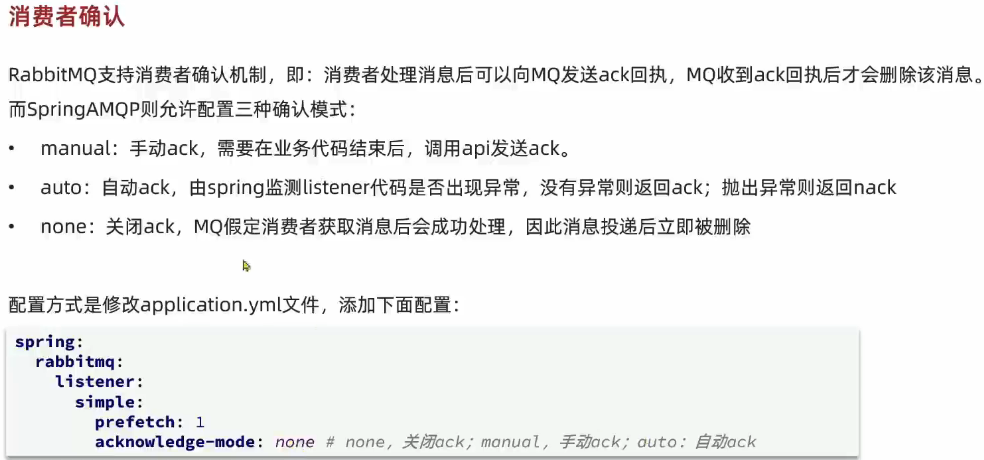 消费者确认
RabbitMQ支持消费者确认机制，即：消费者处理消息后可以向MQ发送ack回执，MQ收到ack回执后才会删除该消息。
而SpringAMQP则允许配置三种确认模式：
• manual：手动ack，需要在业务代码结束后，调用api发送ack。
• auto：自动ack，由spring监测listener代码是否出现异常，没有异常则返回ack；抛出异常则返回nack
• none：关闭ack，MQ假定消费者获取消息后会成功处理，因此消息投递后立即被删除
配置方式是修改application.yml文件，添加下面配置：
spring:
  rabbitmq:
    listener:
      simple:
        prefetch: 1
        acknowledge-mode: none # none，关闭ack；manual，手动ack；auto：自动ack